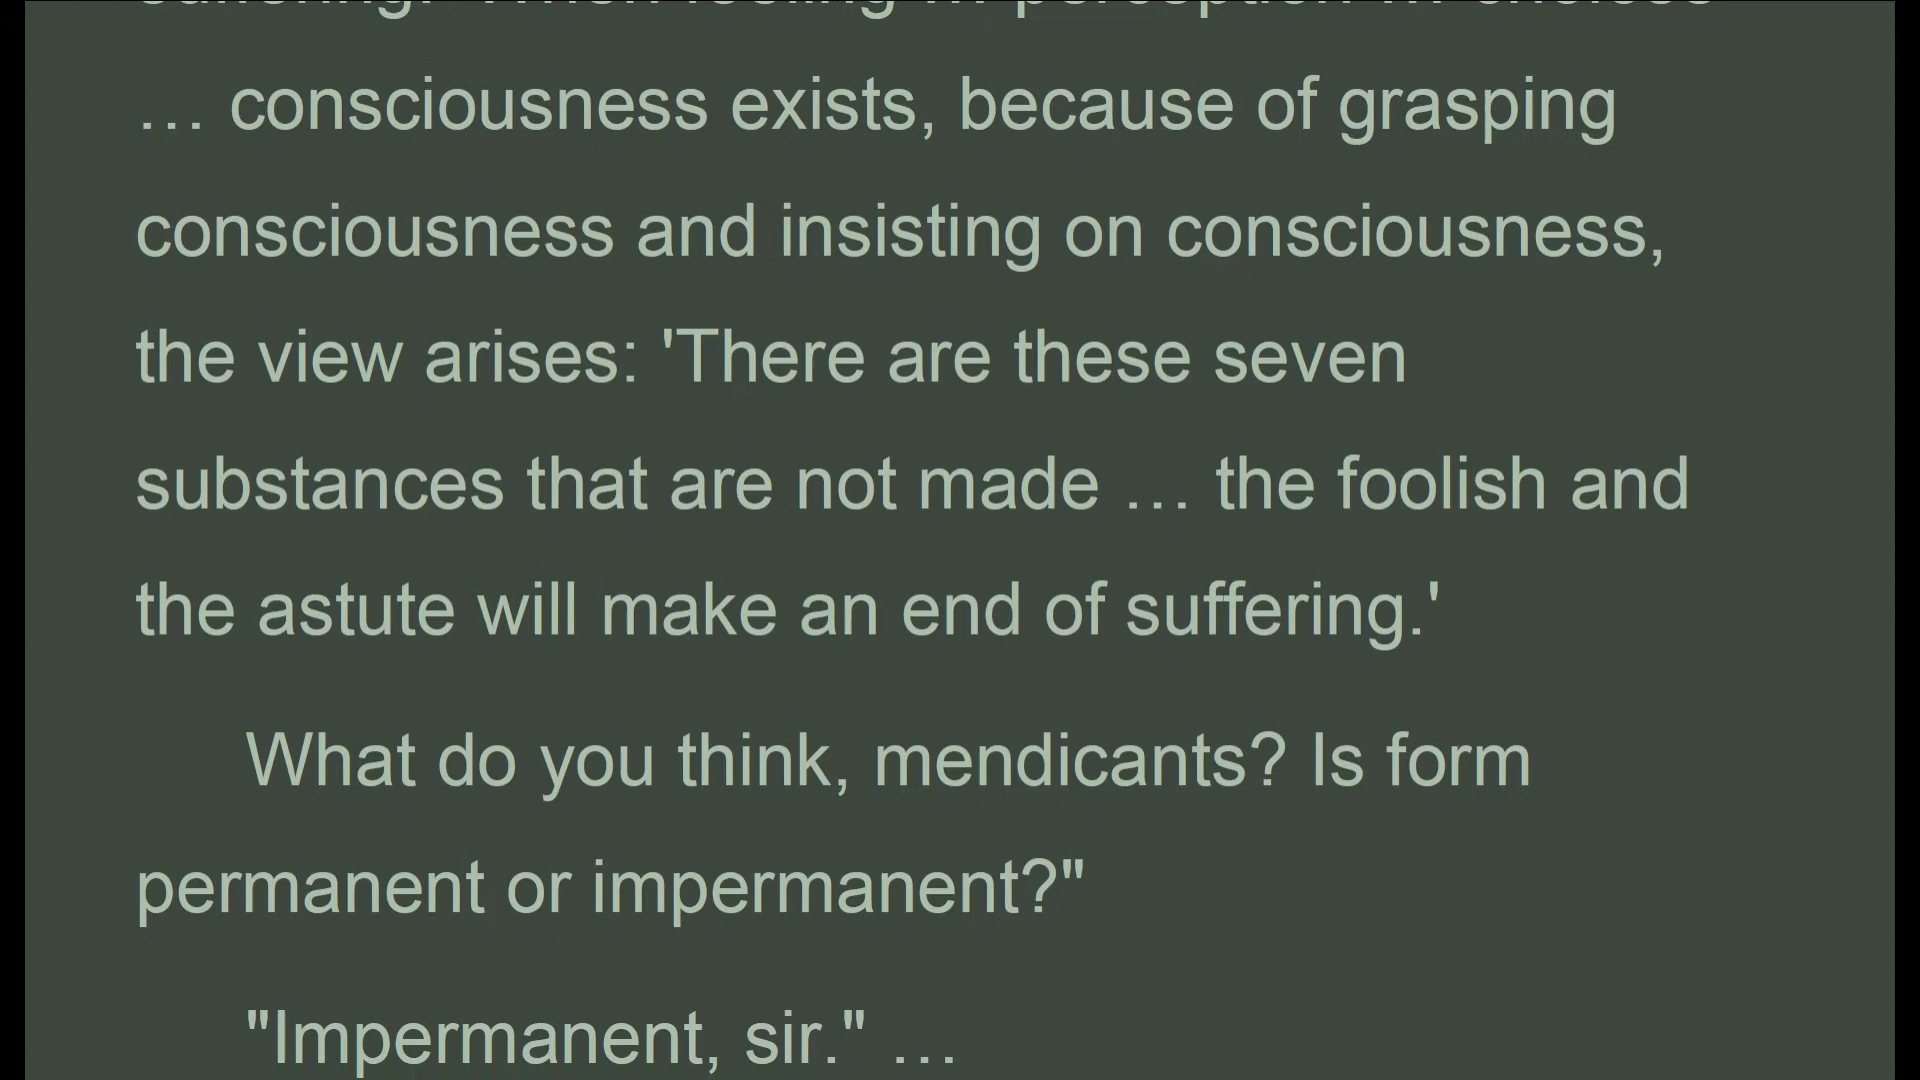 … consciousness exists, because of grasping
consciousness and insisting on consciousness,
the view arises: 'There are these seven
substances that are not made … the foolish and
the astute will make an end of suffering.'
What do you think, mendicants? Is form
permanent or impermanent?"
"Impermanent, sir." …